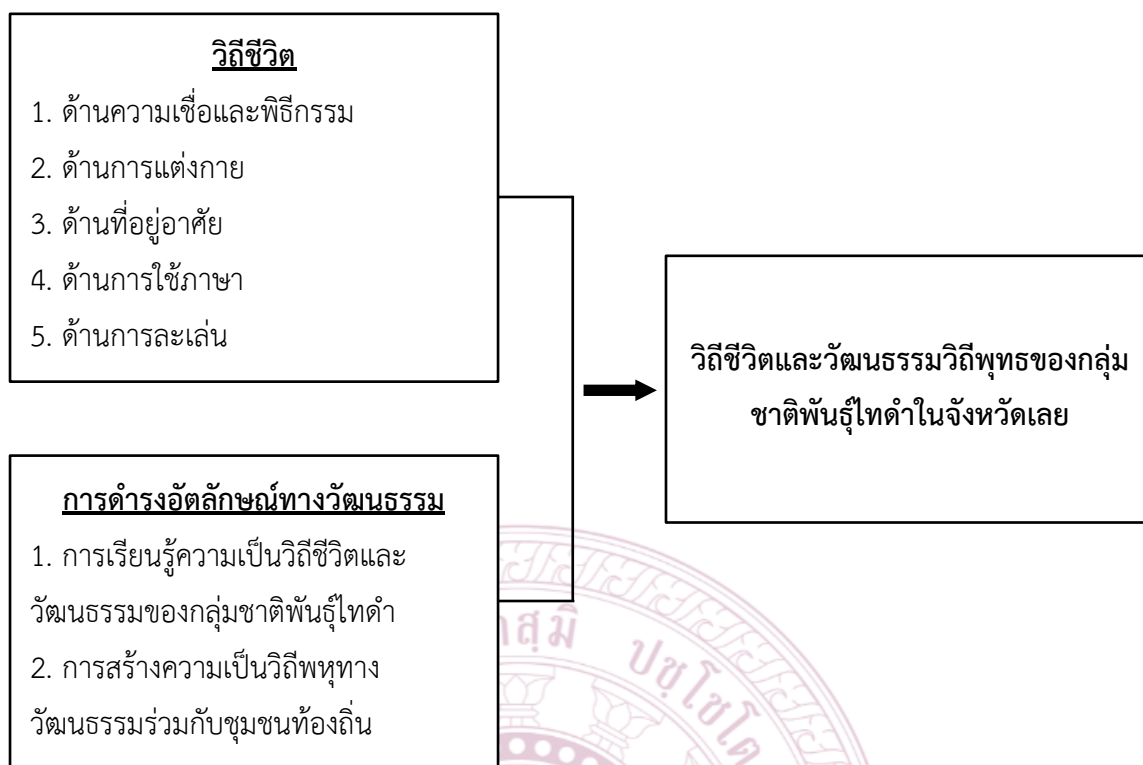 วิถีชีวิต
1. ด้านความเชื่อและพิธีกรรม
2. ด้านการแต่งกาย
3. ด้านที่อยู่อาศัย
4. ด้านการใช้ภาษา
5. ด้านการละเล่น
วิถีชีวิตและวัฒนธรรมวิถีพุทธของกลุ่ม
ชาติพันธุ์ไทดำในจังหวัดเลย
การดำรงอัตลักษณ์ทางวัฒนธรรม
1. การเรียนรู้ความเป็นวิถีชีวิตและ
วัฒนธรรมของกลุ่มชาติพันธุ์ไทดำ
2. การสร้างความเป็นวิถีพหุทาง
วัฒนธรรมร่วมกับชุมชนท้องถิ่น
ปชฺโชโต